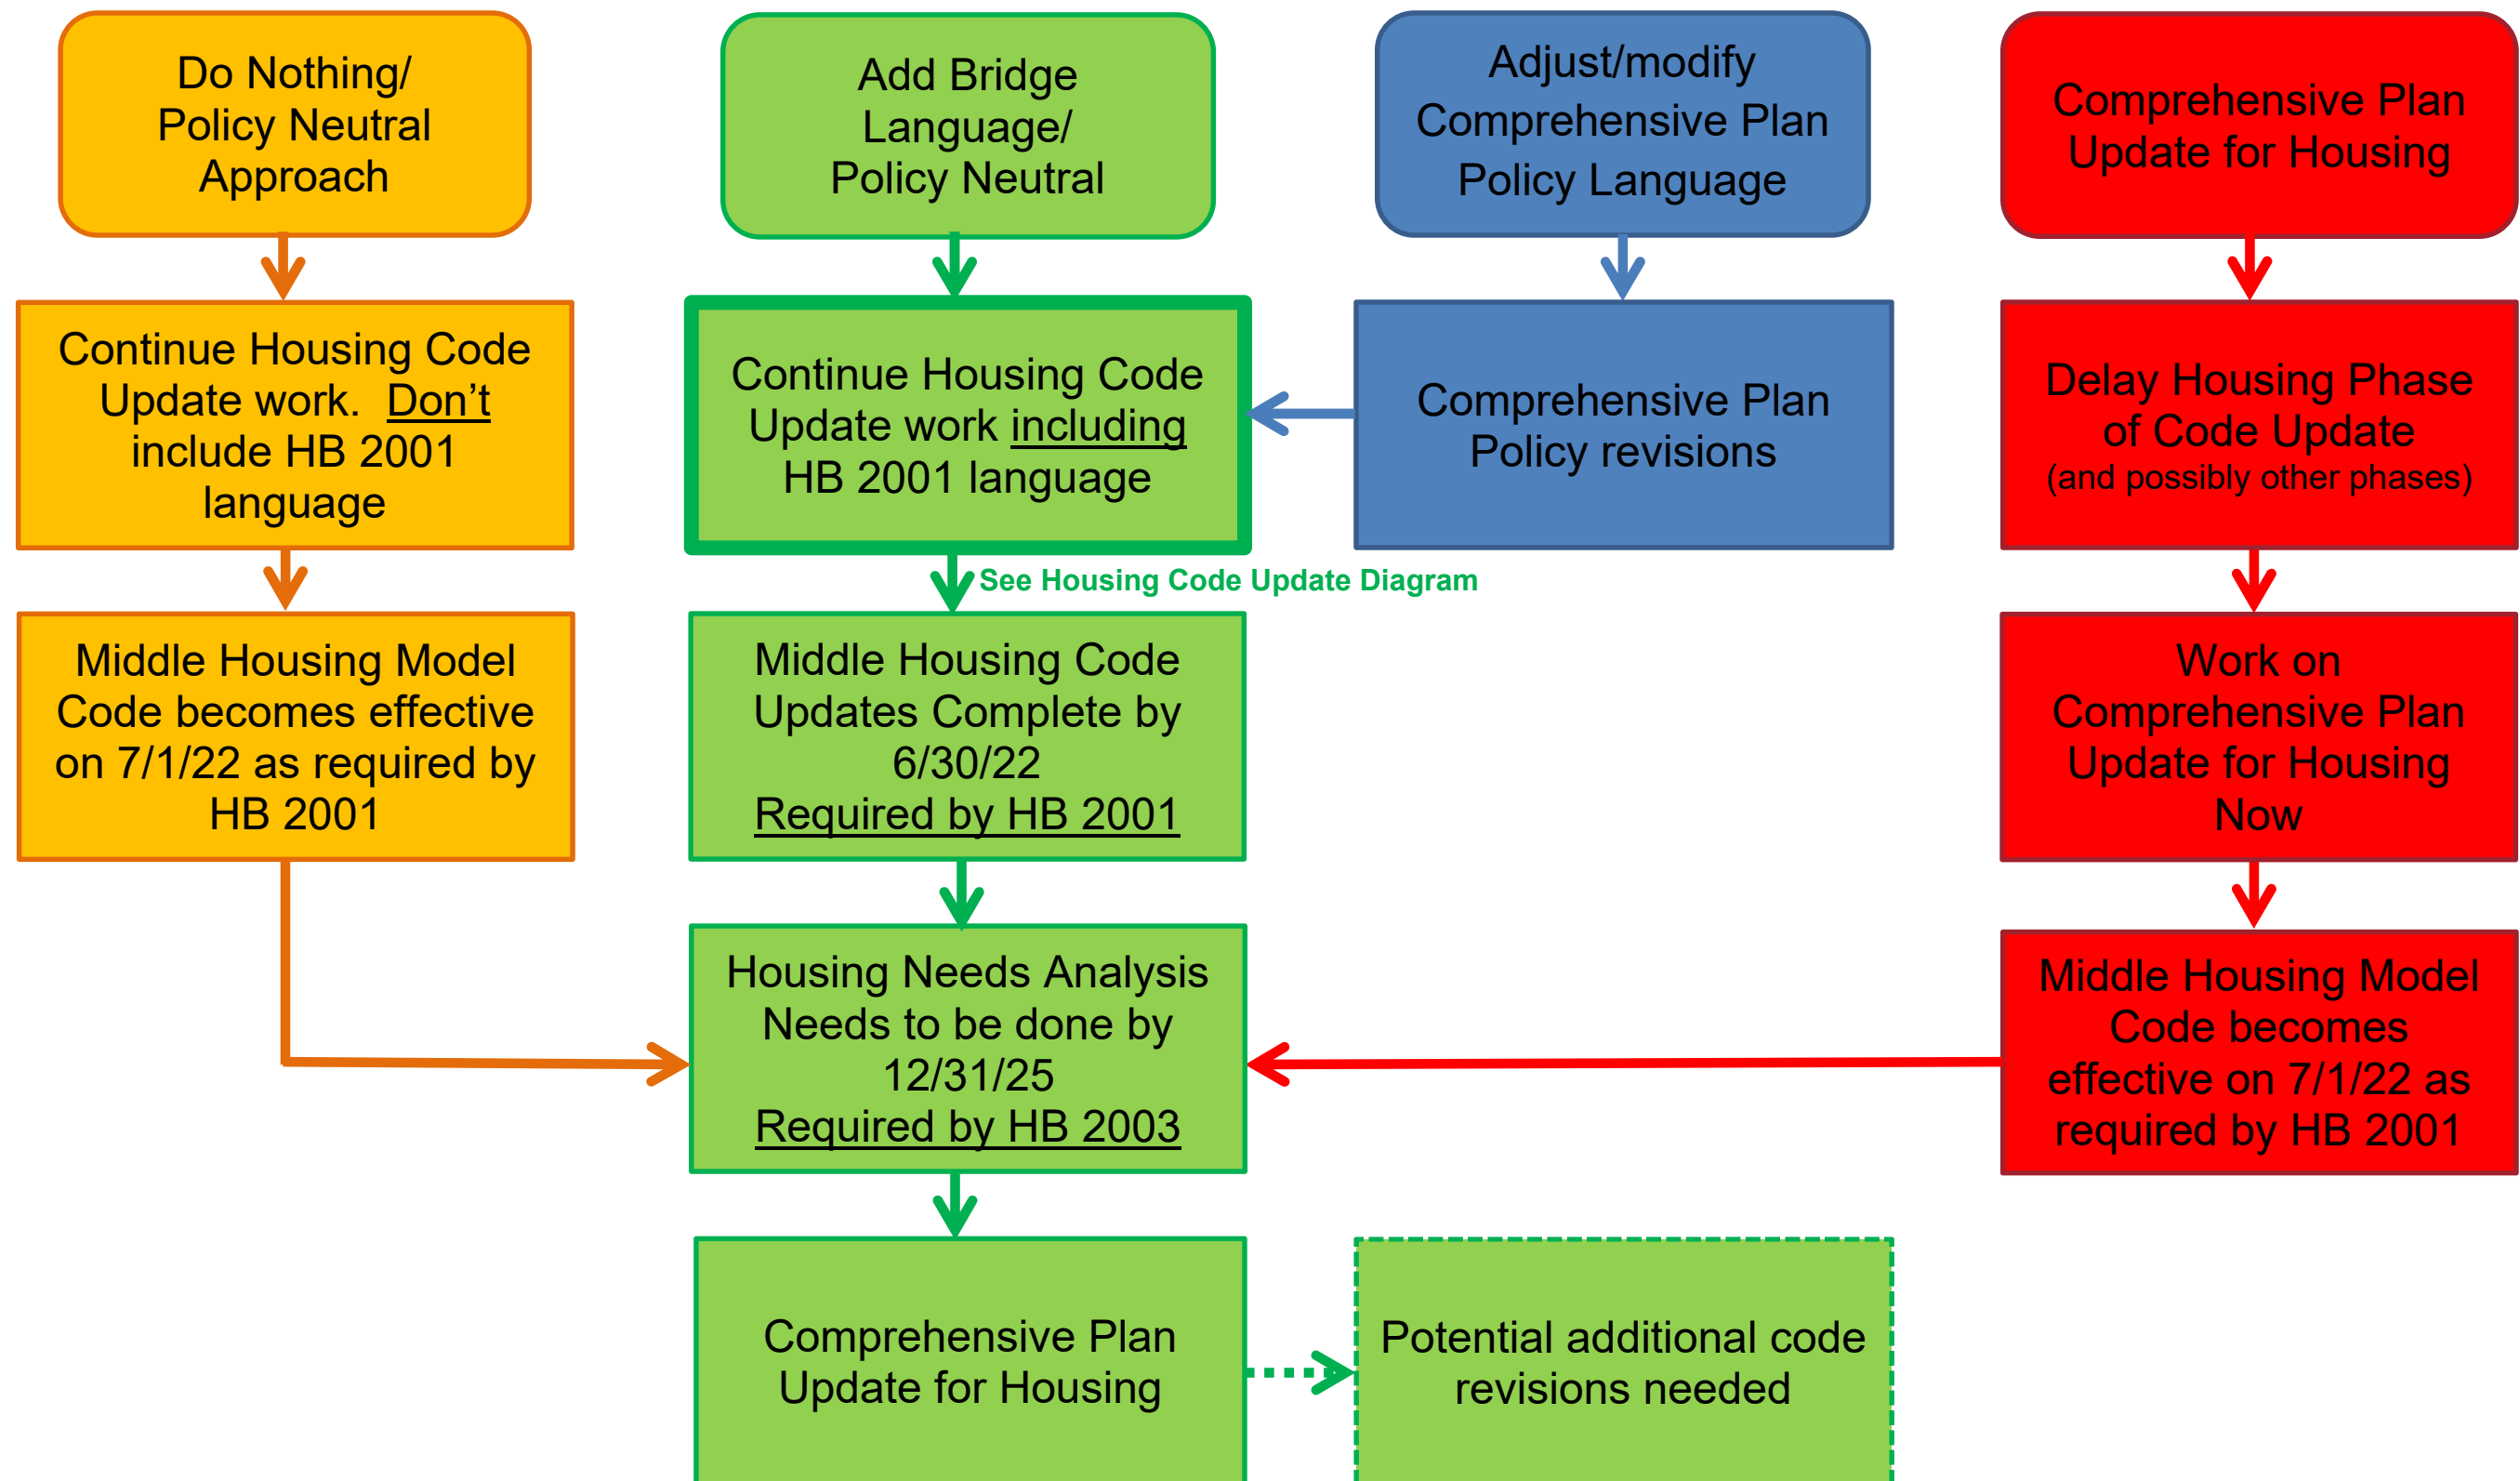 Do Nothing/
Policy Neutral
Approach
Add Bridge
Language/
Policy Neutral
Adjust/modify
Comprehensive Plan
Policy Language
Comprehensive Plan
Update for Housing
Continue Housing Code
Update work.  Don’t
include HB 2001
language
Continue Housing Code
Update work including
HB 2001 language
Comprehensive Plan
Policy revisions
Delay Housing Phase
of Code Update
(and possibly other phases)
See Housing Code Update Diagram
Middle Housing Model
Code becomes effective
on 7/1/22 as required by
HB 2001
Middle Housing Code
Updates Complete by
6/30/22
Required by HB 2001
Work on
Comprehensive Plan
Update for Housing
Now
Housing Needs Analysis
Needs to be done by
12/31/25
Required by HB 2003
Middle Housing Model
Code becomes
effective on 7/1/22 as
required by HB 2001
Comprehensive Plan
Update for Housing
Potential additional code
revisions needed